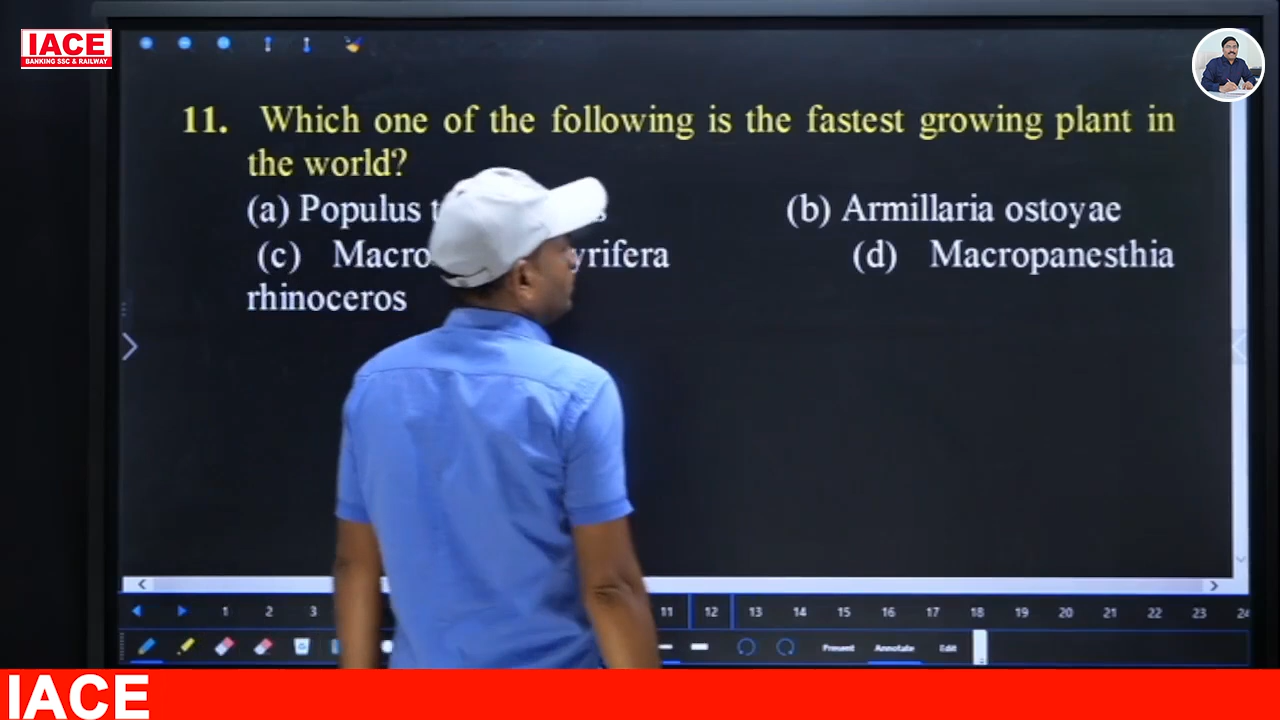 IACE
BANKING SSC & RAILWAY
11. Which one of the following is the fastest growing plant in
the world?
(a) Populus (b) Armillaria ostoyae
(c) (d) Macropanesthia
rhinoceros
1 2 3 11 12 13 14 15 16 17 18 19 20 21 22 23 24
Present Annotate Edit
IACE